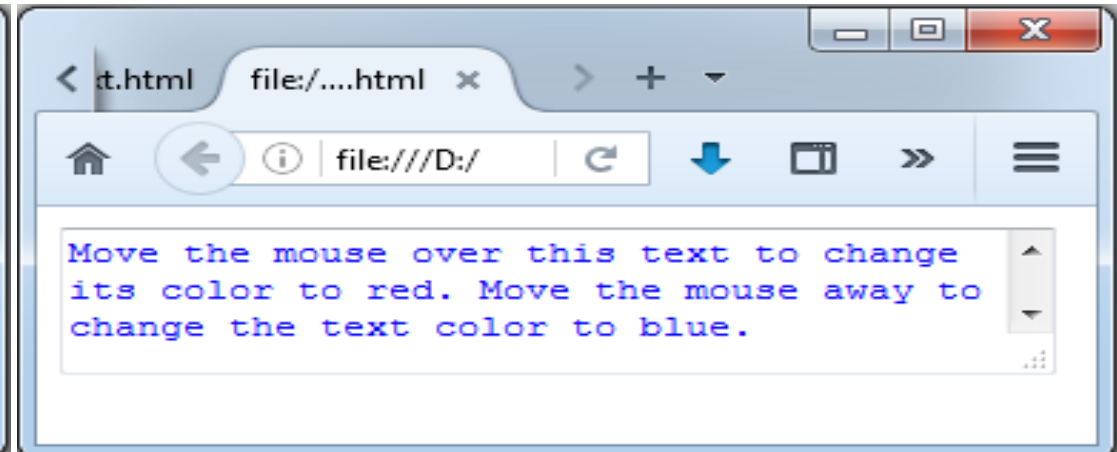 t.html
file:/....html
file:///D:/
Move the mouse over this text to change
its color to red. Move the mouse away to
change the text color to blue.